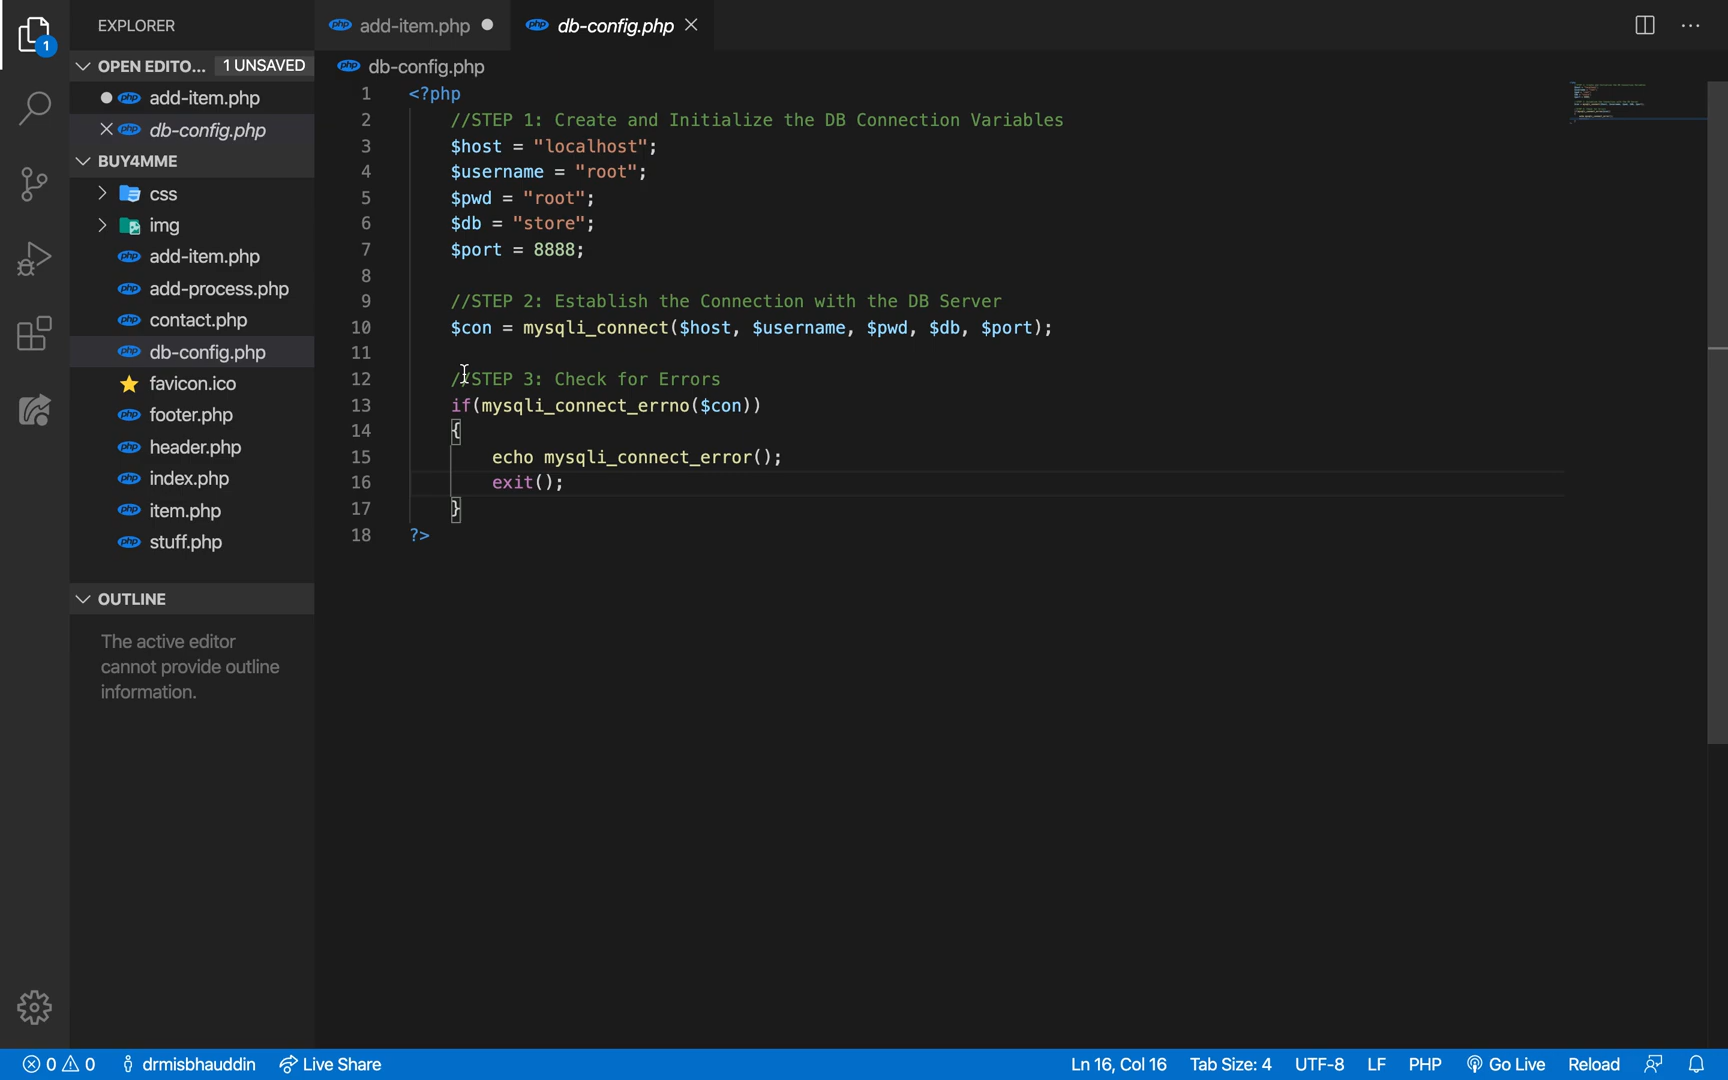 EXPLORER
OPEN EDITO... 1 UNSAVED
add-item.php
db-config.php
BUY4MME
css
img
add-item.php
add-process.php
contact.php
db-config.php
favicon.ico
footer.php
header.php
index.php
item.php
stuff.php
OUTLINE
The active editor
cannot provide outline
information.
1
php add-item.php
php db-config.php
php db-config.php
1 <?php
2 //STEP 1: Create and Initialize the DB Connection Variables
3 $host = "localhost";
4 $username = "root";
5 $pwd = "root";
6 $db = "store";
7 $port = 8888;
8
9 //STEP 2: Establish the Connection with the DB Server
10 $con = mysqli_connect($host, $username, $pwd, $db, $port);
11
12 //STEP 3: Check for Errors
13 if(mysqli_connect_errno($con))
14 {
15 echo mysqli_connect_error();
16 exit();
17 }
18 ?>
0 0 drmisbhauddin Live Share Ln 16, Col 16 Tab Size: 4 UTF-8 LF PHP Go Live Reload